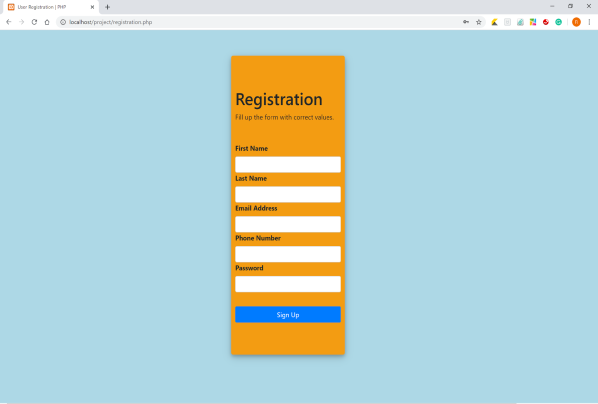 User Registration | PHP
localhost/project/registration.php
Registration
Fill up the form with correct values.
First Name
Last Name
Email Address
Phone Number
Password
Sign Up